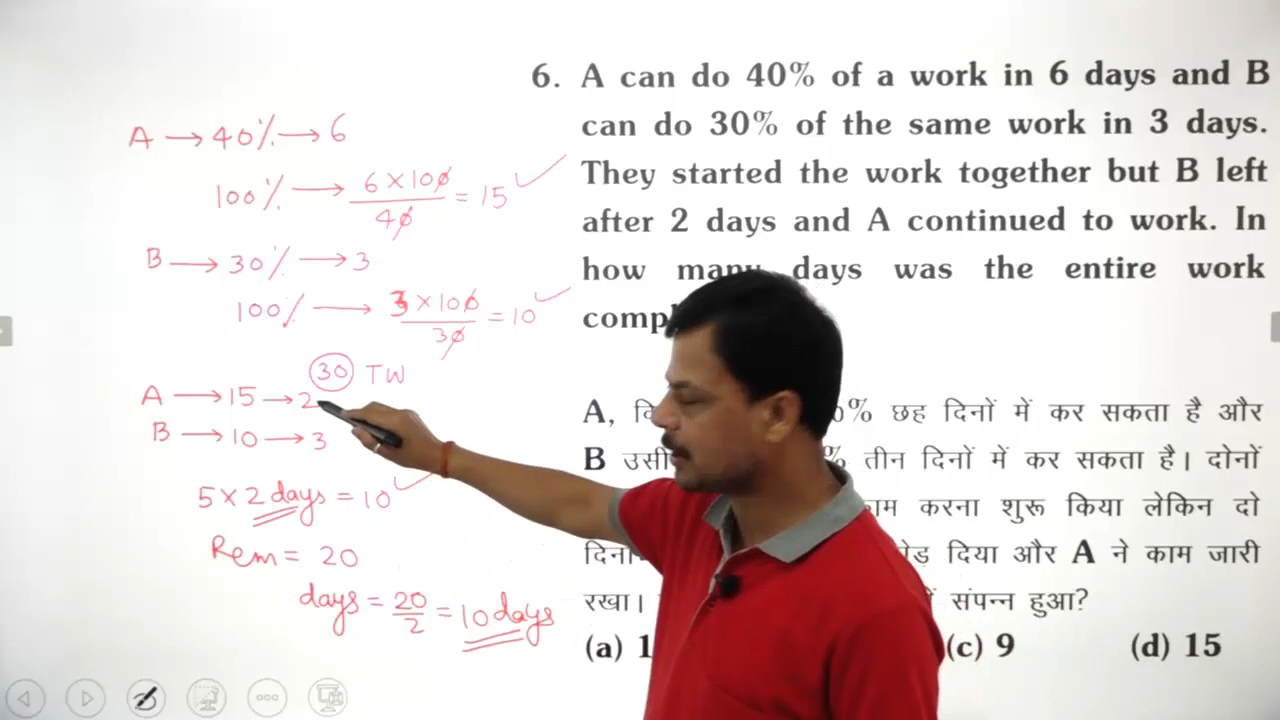 6. A can do 40% of a work in 6 days and B
can do 30% of the same work in 3 days.
They started the work together but B left
after 2 days and A continued to work. In
how many days was the entire work
A, % छह दिनों में कर सकता है और
B % तीन दिनों में कर सकता है। दोनों
करना शुरू किया लेकिन दो
दिया और A ने काम जारी
रखा। संपन्न हुआ?
(a) (c) 9 (d) 15
A → 40% → 6
100% → 6 × 100 / 40 = 15
B → 30% → 3
100% → 3 × 100 / 30 = 10
30 TW
A → 15 → 2
B → 10 → 3
5 × 2 days = 10
Rem = 20
days = 20/2 = 10 days